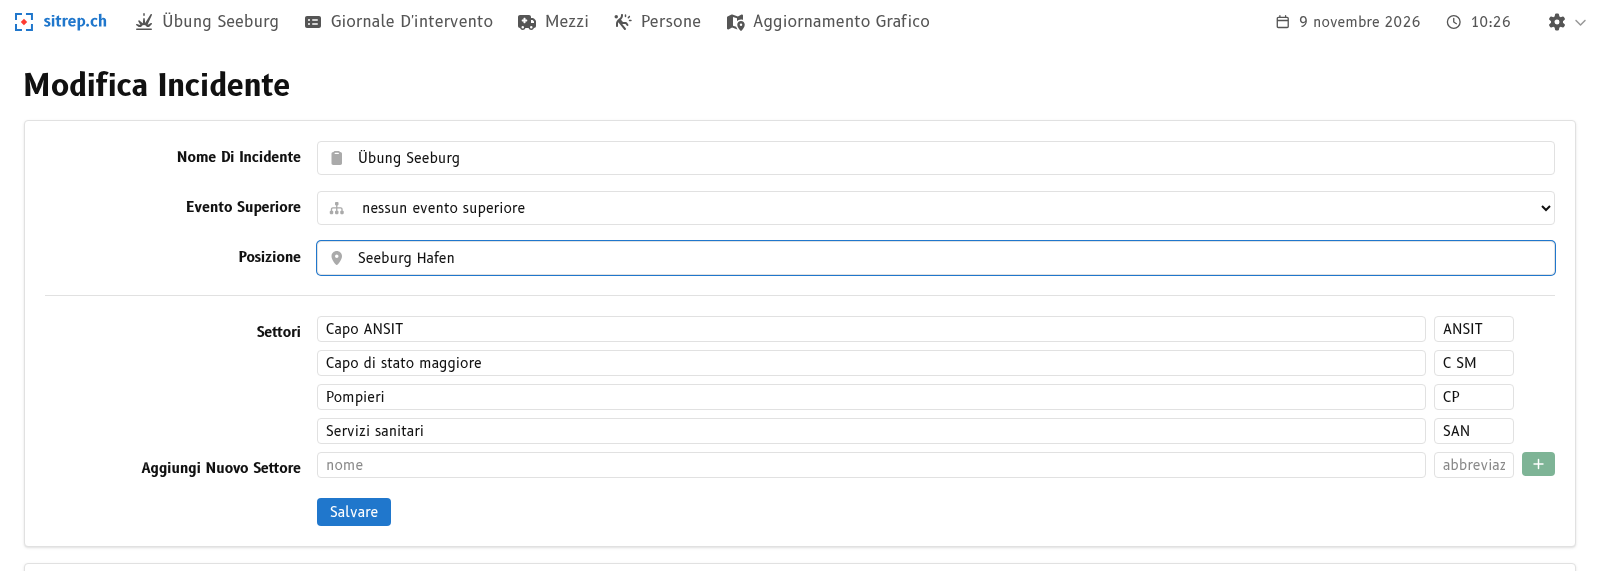 sitrep.ch Übung Seeburg Giornale D'intervento Mezzi Persone Aggiornamento Grafico 9 novembre 2026 10:26
Modifica Incidente
Nome Di Incidente Übung Seeburg
Evento Superiore nessun evento superiore
Posizione Seeburg Hafen
Settori Capo ANSIT ANSIT
Capo di stato maggiore C SM
Pompieri CP
Servizi sanitari SAN
Aggiungi Nuovo Settore nome abbreviaz
Salvare